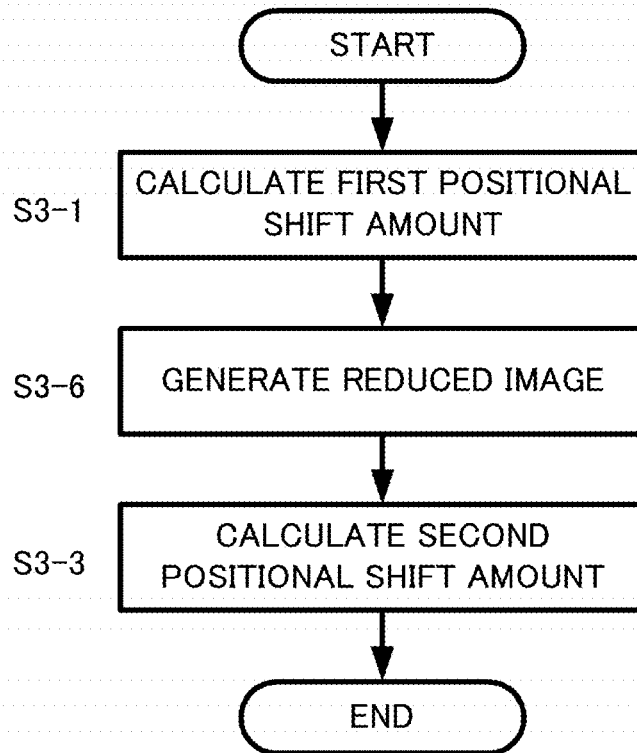 START
S3-1
CALCULATE FIRST POSITIONAL
SHIFT AMOUNT
S3-6
GENERATE REDUCED IMAGE
S3-3
CALCULATE SECOND
POSITIONAL SHIFT AMOUNT
END